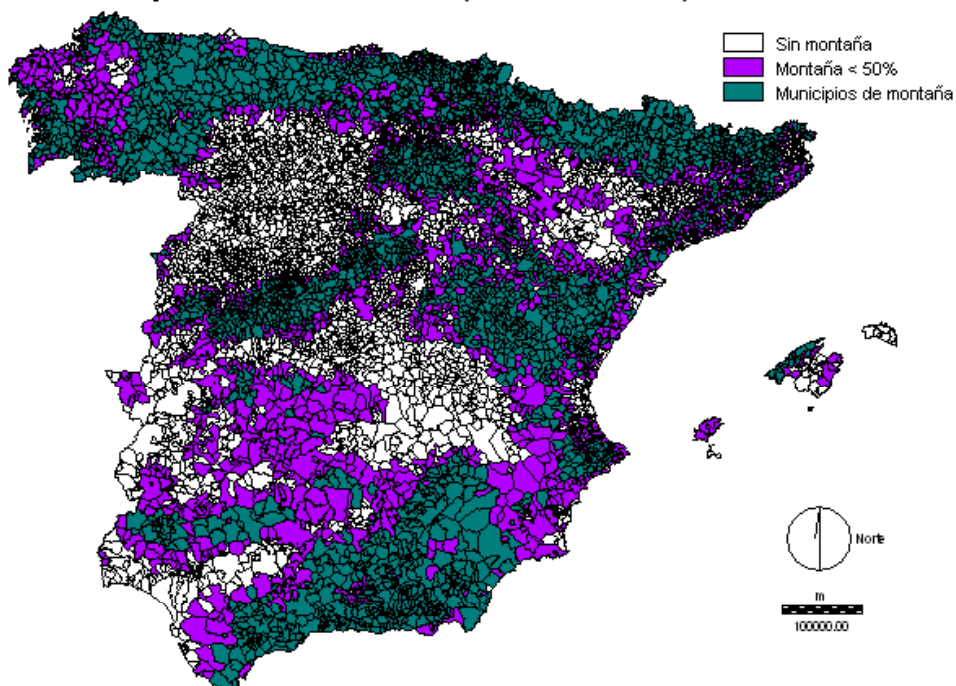 Sin montaña
Montaña < 50%
Municipios de montaña
Norte
m
100000.00